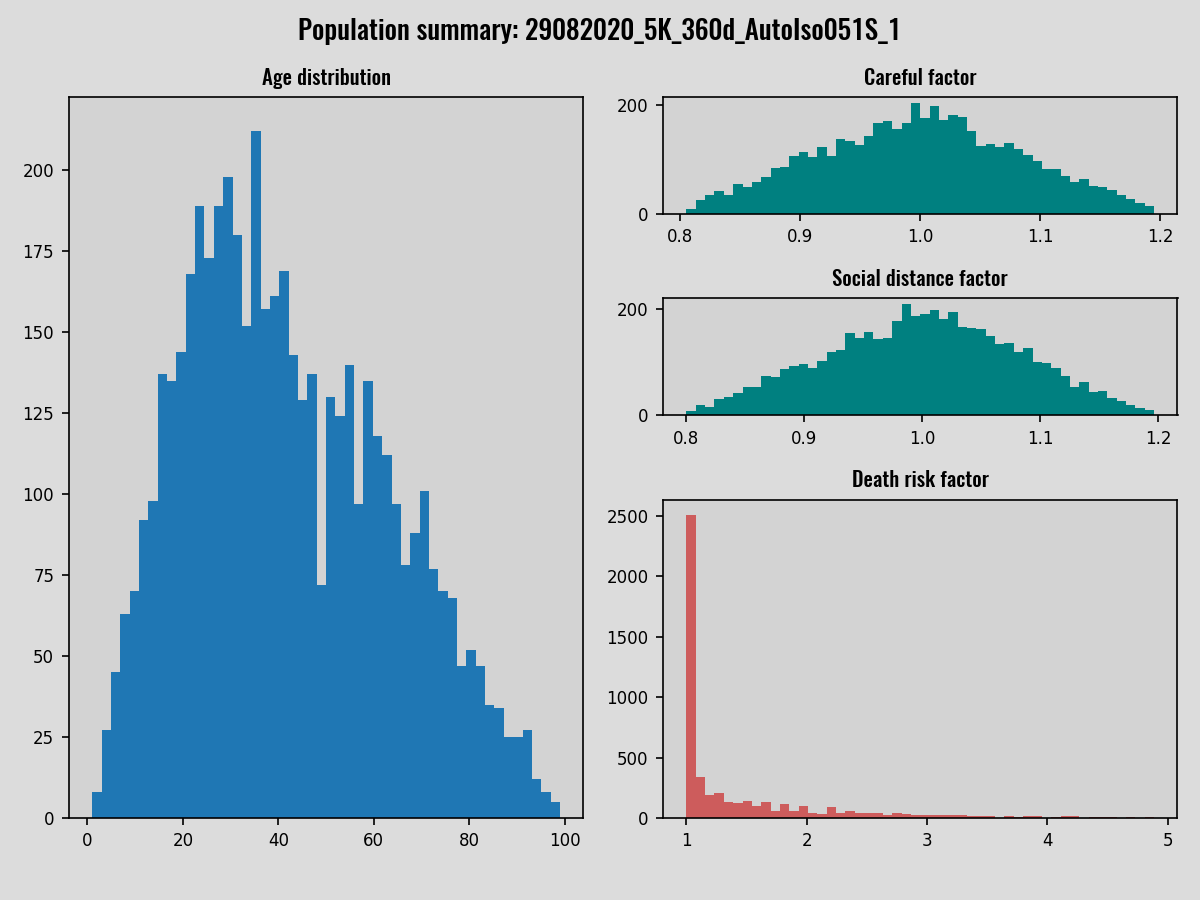 Population summary: 29082020_5K_360d_AutoIso051S_1
Age distribution
200
175
150
125
100
75
50
25
0
0 20 40 60 80 100
Careful factor
200
0
0.8 0.9 1.0 1.1 1.2
Social distance factor
200
0
0.8 0.9 1.0 1.1 1.2
Death risk factor
2500
2000
1500
1000
500
0
1 2 3 4 5